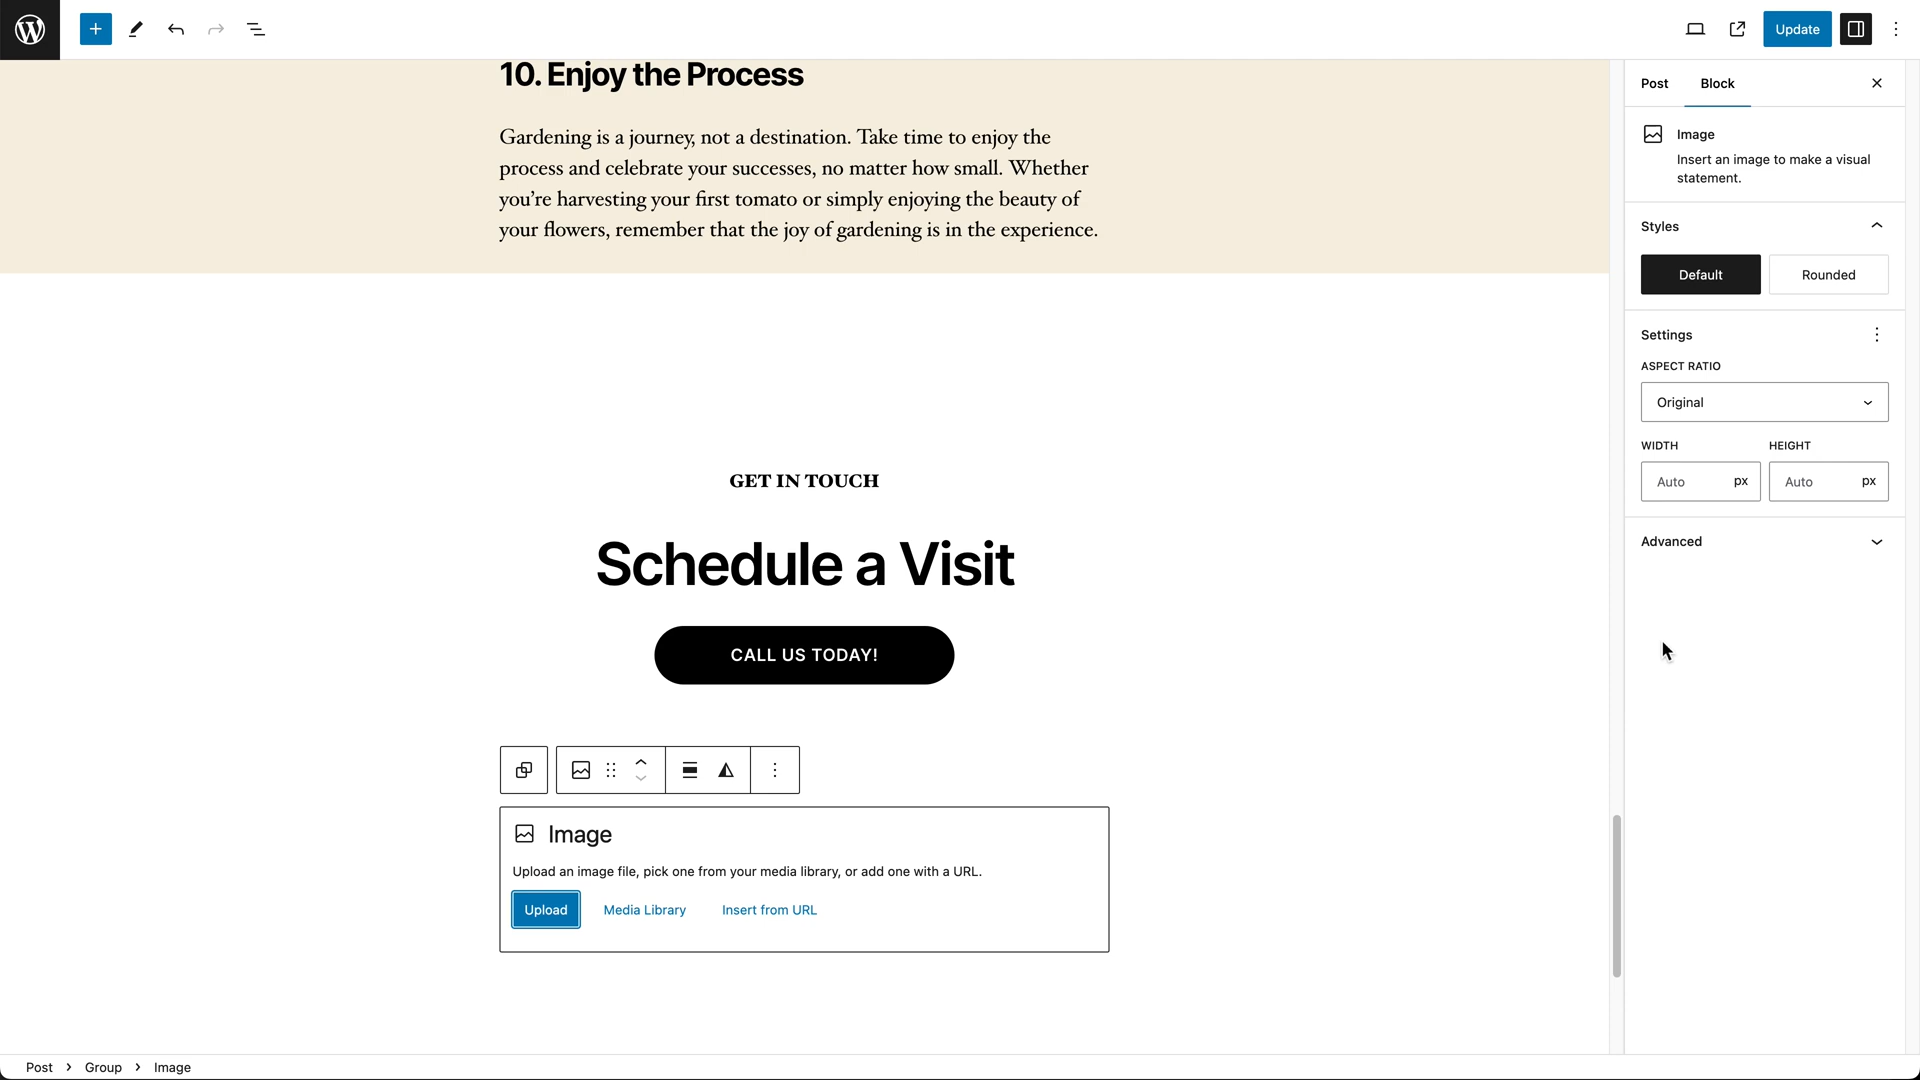 Update
10. Enjoy the Process
Gardening is a journey, not a destination. Take time to enjoy the
process and celebrate your successes, no matter how small. Whether
you’re harvesting your first tomato or simply enjoying the beauty of
your flowers, remember that the joy of gardening is in the experience.
GET IN TOUCH
Schedule a Visit
CALL US TODAY!
Image
Upload an image file, pick one from your media library, or add one with a URL.
Upload Media Library Insert from URL
Post Block
Image
Insert an image to make a visual
statement.
Styles
Default Rounded
Settings
ASPECT RATIO
Original
WIDTH HEIGHT
Auto px Auto px
Advanced
Post › Group › Image